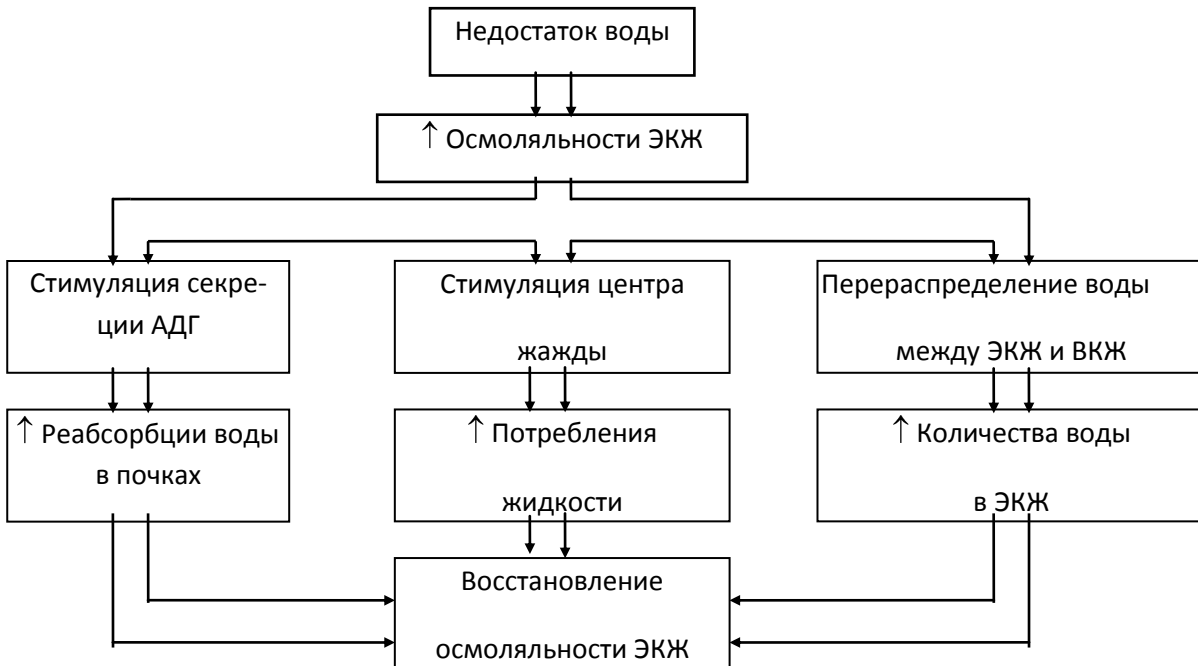 Недостаток воды
↑ Осмоляльности ЭКЖ
Стимуляция секре-
ции АДГ
Стимуляция центра
жажды
Перераспределение воды
между ЭКЖ и ВКЖ
↑ Реабсорбции воды
в почках
↑ Потребления
жидкости
↑ Количества воды
в ЭКЖ
Восстановление
осмоляльности ЭКЖ